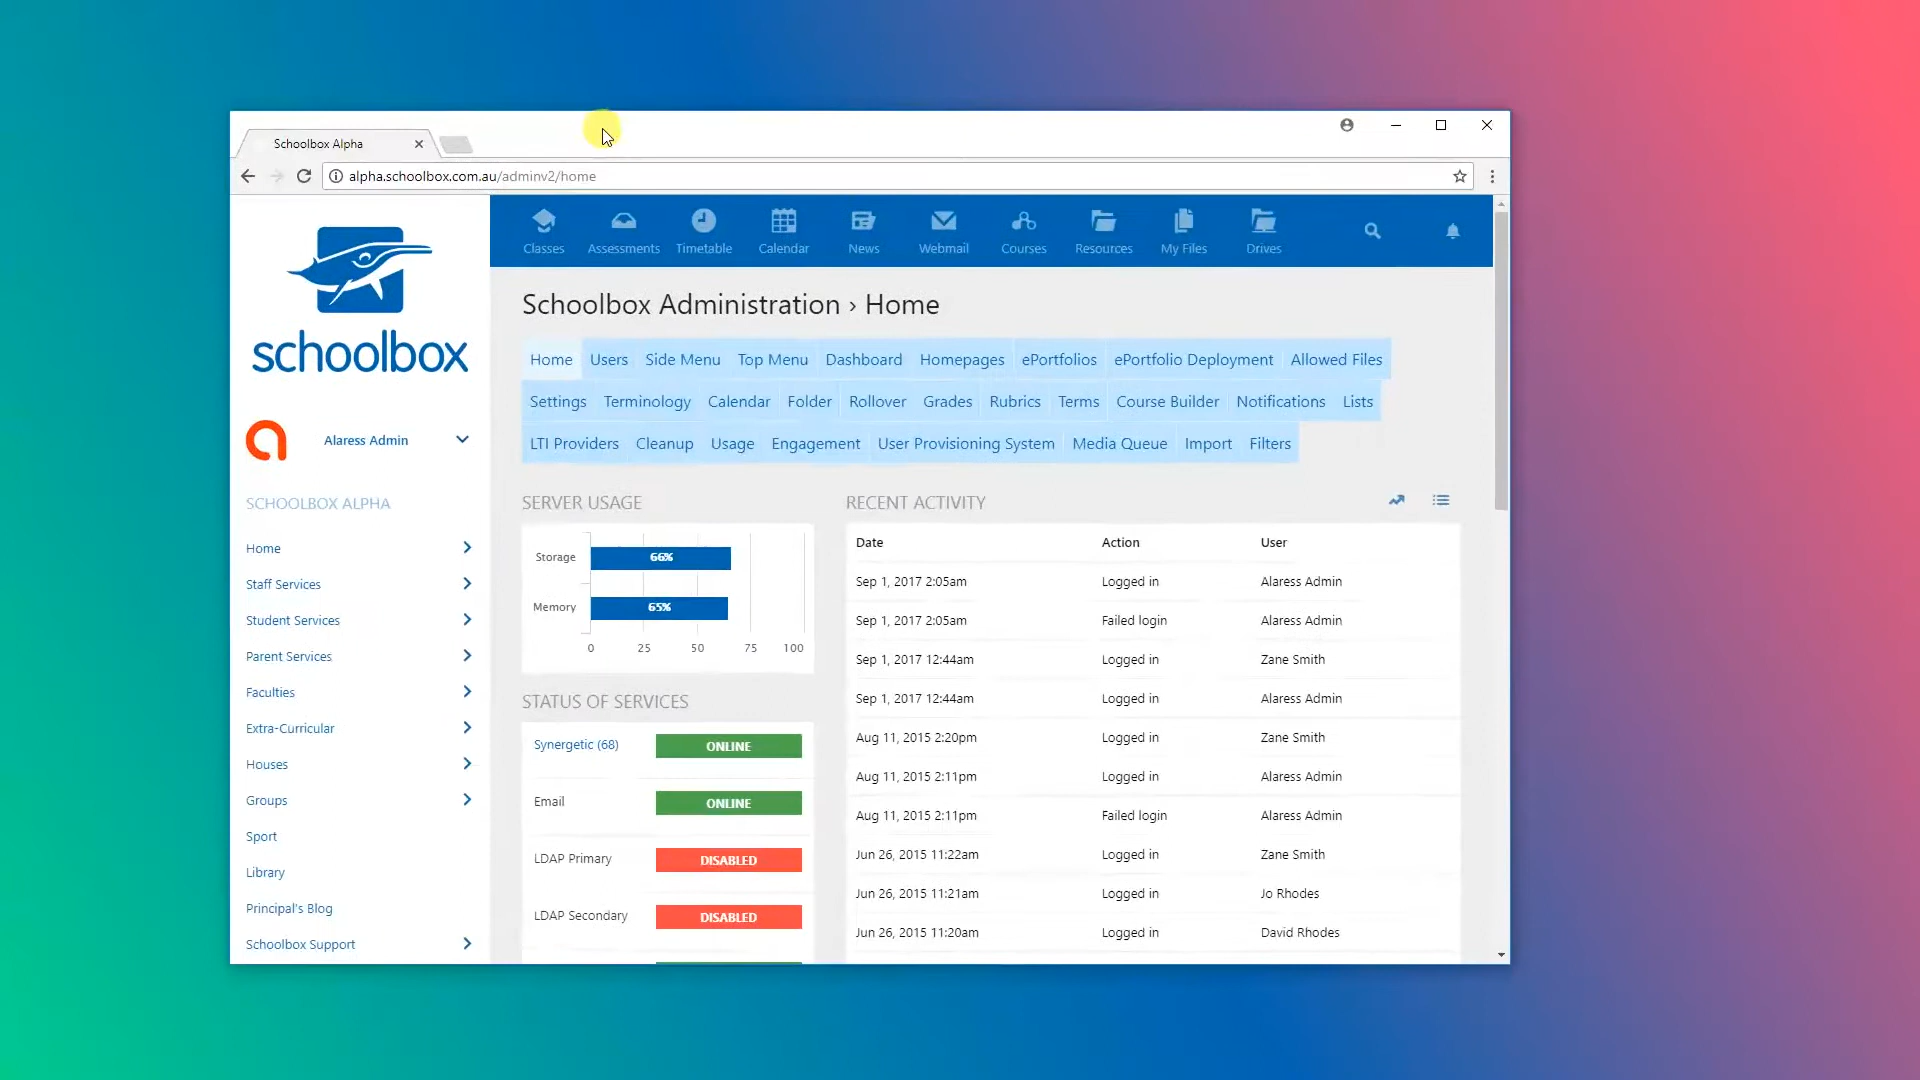 Schoolbox Alpha
alpha.schoolbox.com.au/adminv2/home
schoolbox
Alaress Admin
SCHOOLBOX ALPHA
Home
Staff Services
Student Services
Parent Services
Faculties
Extra-Curricular
Houses
Groups
Sport
Library
Principal's Blog
Schoolbox Support
Classes Assessments Timetable Calendar News Webmail Courses Resources My Files Drives
Schoolbox Administration › Home
Home Users Side Menu Top Menu Dashboard Homepages ePortfolios ePortfolio Deployment Allowed Files
Settings Terminology Calendar Folder Rollover Grades Rubrics Terms Course Builder Notifications Lists
LTI Providers Cleanup Usage Engagement User Provisioning System Media Queue Import Filters
SERVER USAGE
Storage 66%
Memory 65%
0 25 50 75 100
STATUS OF SERVICES
Synergetic (68) ONLINE
Email ONLINE
LDAP Primary DISABLED
LDAP Secondary DISABLED
RECENT ACTIVITY
Date Action User
Sep 1, 2017 2:05am Logged in Alaress Admin
Sep 1, 2017 2:05am Failed login Alaress Admin
Sep 1, 2017 12:44am Logged in Zane Smith
Sep 1, 2017 12:44am Logged in Alaress Admin
Aug 11, 2015 2:20pm Logged in Zane Smith
Aug 11, 2015 2:11pm Logged in Alaress Admin
Aug 11, 2015 2:11pm Failed login Alaress Admin
Jun 26, 2015 11:22am Logged in Zane Smith
Jun 26, 2015 11:21am Logged in Jo Rhodes
Jun 26, 2015 11:20am Logged in David Rhodes